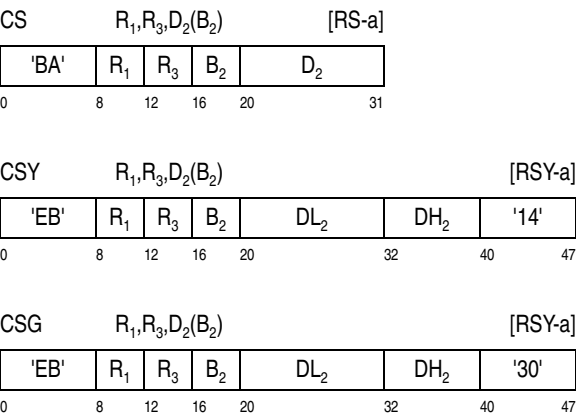 CS R₁,R₃,D₂(B₂) [RS-a]
'BA' R₁ R₃ B₂ D₂
0 8 12 16 20 31
CSY R₁,R₃,D₂(B₂) [RSY-a]
'EB' R₁ R₃ B₂ DL₂ DH₂ '14'
0 8 12 16 20 32 40 47
CSG R₁,R₃,D₂(B₂) [RSY-a]
'EB' R₁ R₃ B₂ DL₂ DH₂ '30'
0 8 12 16 20 32 40 47